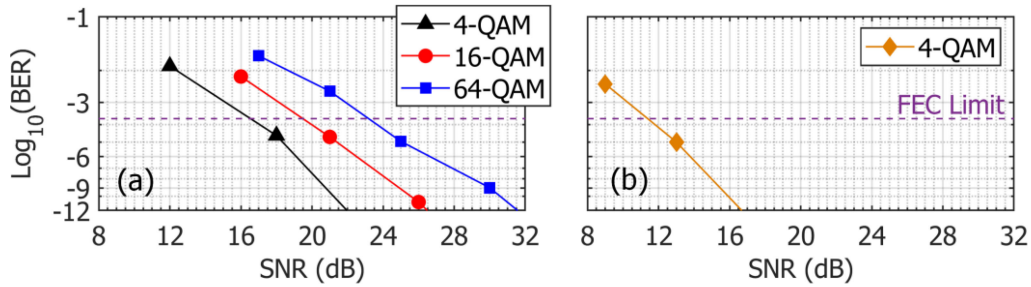 -1
-3
-6
-9
-12
Log10(BER)
4-QAM
16-QAM
64-QAM
(a)
8 12 16 20 24 28 32
SNR (dB)
4-QAM
FEC Limit
(b)
8 12 16 20 24 28 32
SNR (dB)